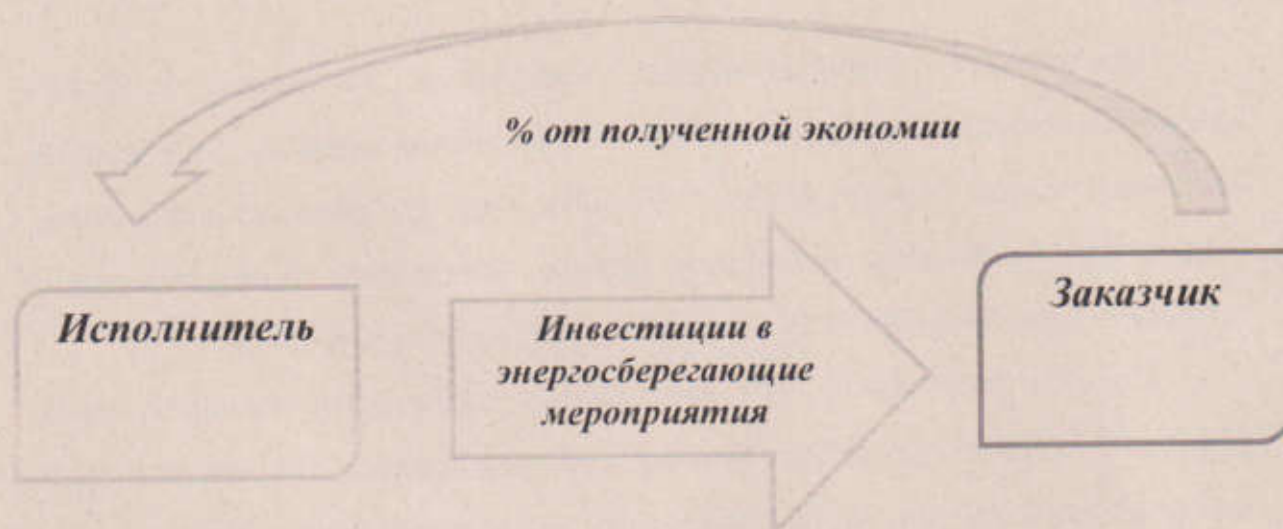 % от полученной экономии
Исполнитель
Инвестиции в
энергосберегающие
мероприятия
Заказчик